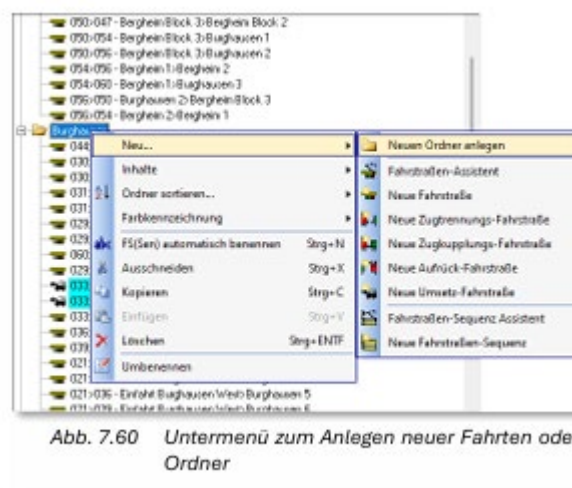 050>047 - Bergheim Block 3>Bergheim Block 2
050>054 - Bergheim Block 3>Burghausen 1
050>056 - Bergheim Block 3>Burghausen 2
054>056 - Bergheim 1>Bergheim 2
054>060 - Bergheim 1>Burghausen 3
056>050 - Burghausen 2>Bergheim Block 3
056>054 - Bergheim 2>Bergheim 1
Neu...
Neuen Ordner anlegen
Inhalte
Fahrstraßen-Assistent
Ordner sortieren...
Neue Fahrstraße
Farbkennzeichnung
Neue Zugtrennungs-Fahrstraße
FS(Sen) automatisch benennen Strg+N
Neue Zugkupplungs-Fahrstraße
Ausschneiden Strg+X
Neue Aufrück-Fahrstraße
Kopieren Strg+C
Neue Umsetz-Fahrstraße
Einfügen Strg+V
Fahrstraßen-Sequenz Assistent
Löschen Strg+ENTF
Neue Fahrstraßen-Sequenz
Umbenennen
021>036 - Einfahrt Burghausen West> Burghausen 5
Abb. 7.60 Untermenü zum Anlegen neuer Fahrten ode
Ordner